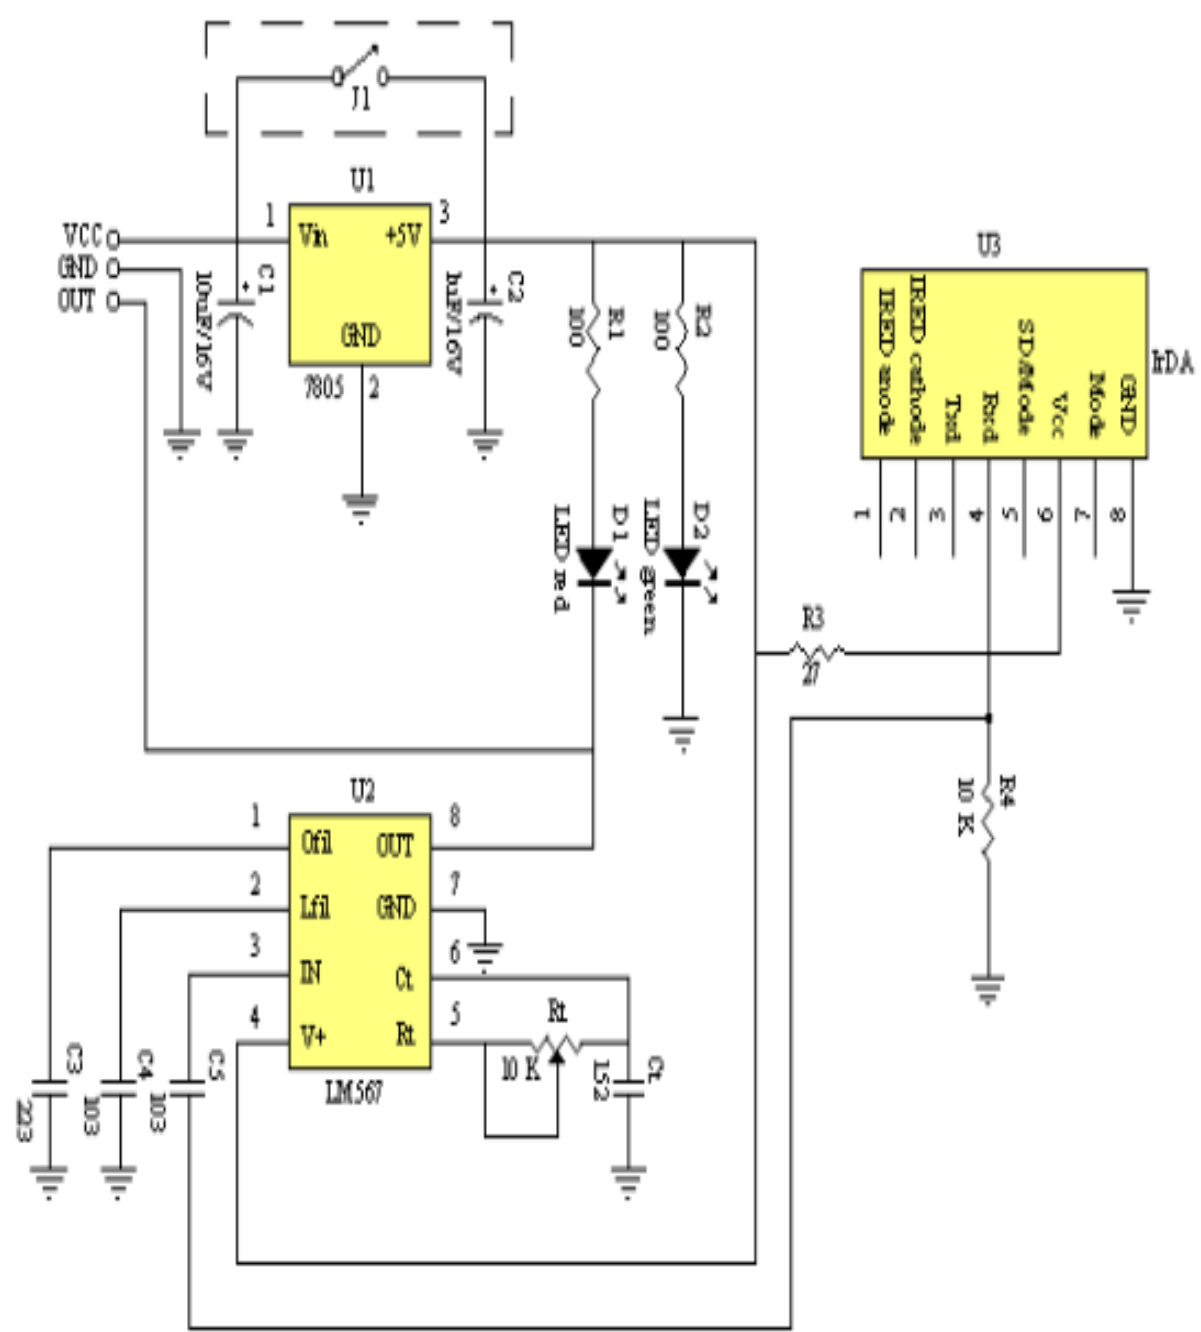 J1
U1
1
3
VCC
Vin
+5V
GND
OUT
C1
10uF/16V
GND
7805
2
C2
1uF/16V
R1
100
R2
100
D1
LED red
D2
LED green
U3
IrDA
IRED anode
IRED cathode
Txd
Rxd
SD/Mode
Vcc
Mode
GND
1
2
3
4
5
6
7
8
R3
27
R4
10 K
U2
1
8
Ofil
OUT
2
7
Lfil
GND
3
6
IN
Ct
4
5
V+
Rt
LM567
Rt
10 K
Ct
152
C3
223
C4
103
C5
103